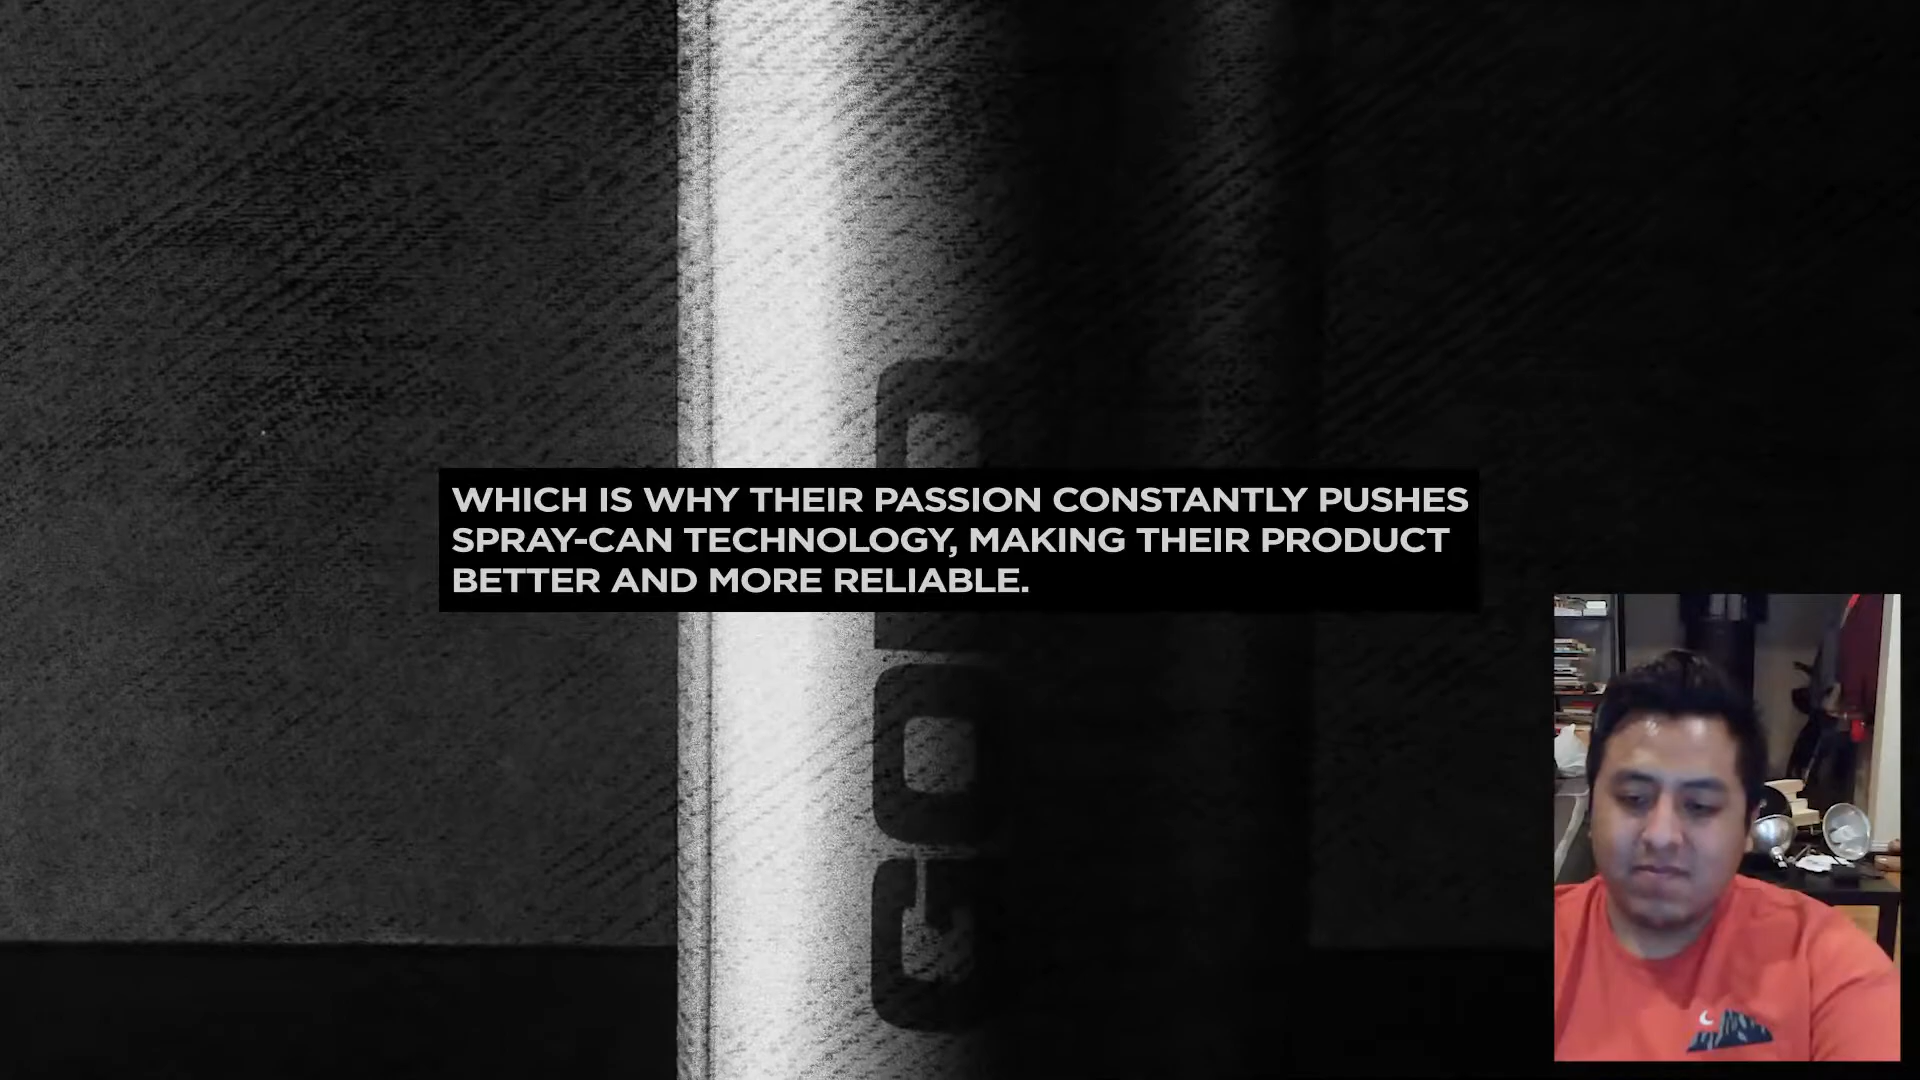 WHICH IS WHY THEIR PASSION CONSTANTLY PUSHES
SPRAY-CAN TECHNOLOGY, MAKING THEIR PRODUCT
BETTER AND MORE RELIABLE.